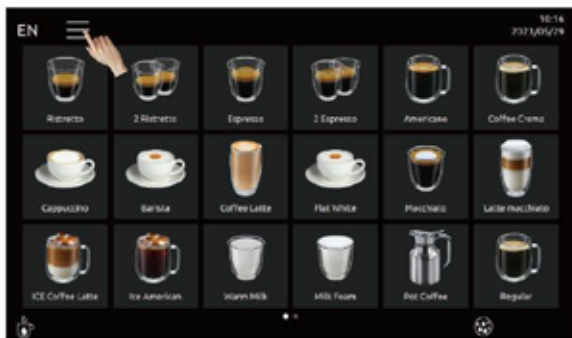 EN
10:16
2023/05/29
Ristretto
2 Ristretto
Espresso
2 Espresso
Americano
Coffee Crema
Cappuccino
Barista
Coffee Latte
Flat White
Macchiato
Latte macchiato
ICE Coffee Latte
Ice American
Warm Milk
Milk Foam
Pot Coffee
Regular